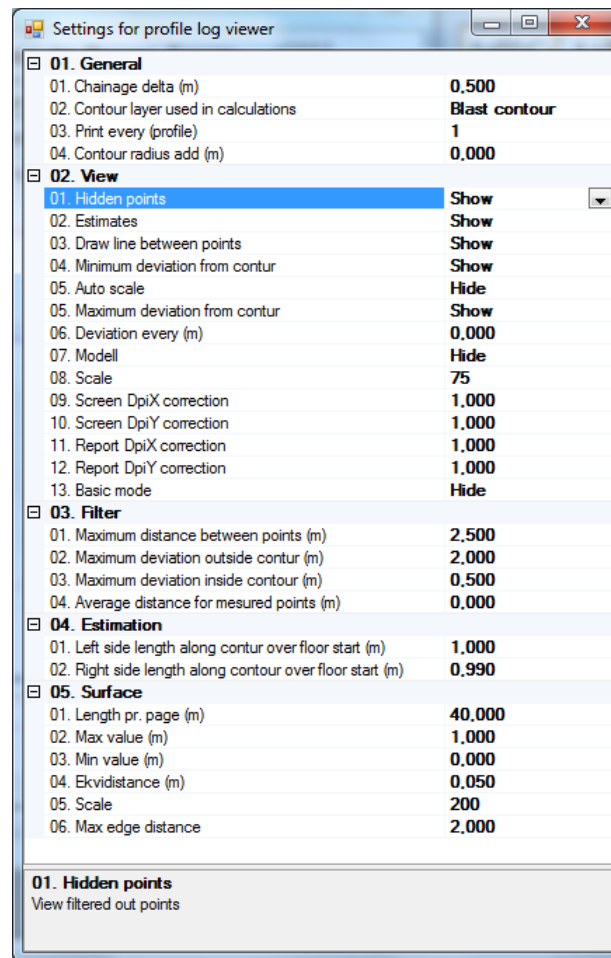 Settings for profile log viewer
01. General
01. Chainage delta (m) 0,500
02. Contour layer used in calculations Blast contour
03. Print every (profile) 1
04. Contour radius add (m) 0,000
02. View
01. Hidden points Show
02. Estimates Show
03. Draw line between points Show
04. Minimum deviation from contur Show
05. Auto scale Hide
05. Maximum deviation from contur Show
06. Deviation every (m) 0,000
07. Modell Hide
08. Scale 75
09. Screen DpiX correction 1,000
10. Screen DpiY correction 1,000
11. Report DpiX correction 1,000
12. Report DpiY correction 1,000
13. Basic mode Hide
03. Filter
01. Maximum distance between points (m) 2,500
02. Maximum deviation outside contur (m) 2,000
03. Maximum deviation inside contour (m) 0,500
04. Average distance for mesured points (m) 0,000
04. Estimation
01. Left side length along contur over floor start (m) 1,000
02. Right side length along contour over floor start (m) 0,990
05. Surface
01. Length pr. page (m) 40,000
02. Max value (m) 1,000
03. Min value (m) 0,000
04. Ekvidistance (m) 0,050
05. Scale 200
06. Max edge distance 2,000
01. Hidden points
View filtered out points